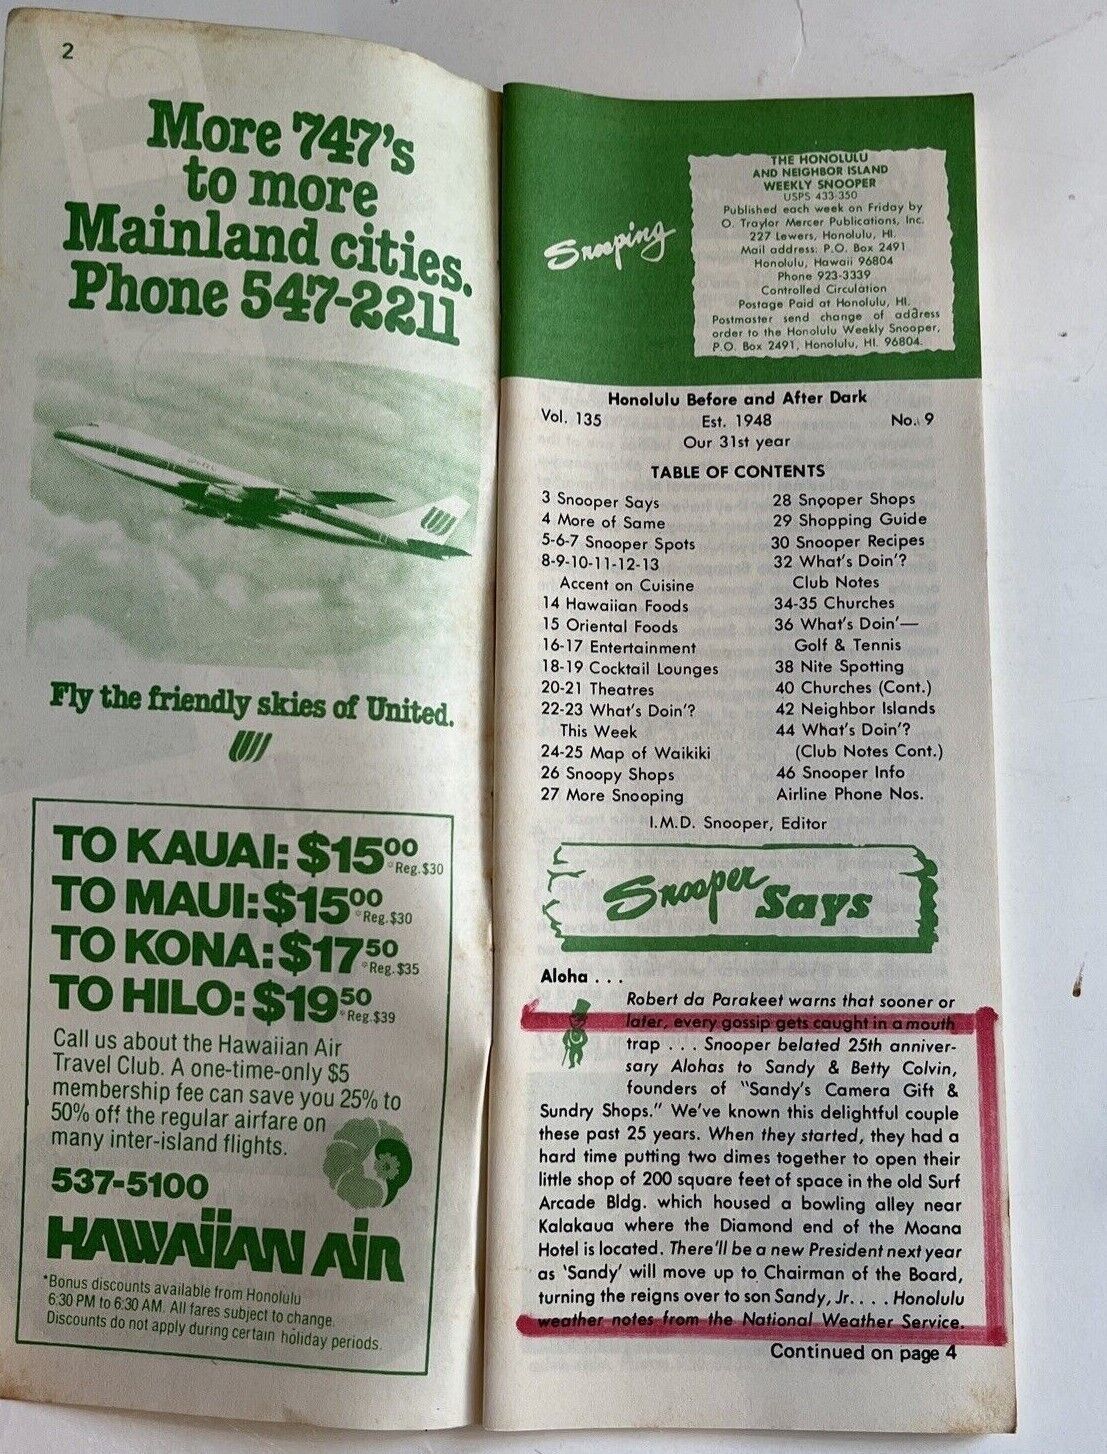 2
More 747's
to more
Mainland cities.
Phone 547-2211
Fly the friendly skies of United.
TO KAUAI: $1500
*Reg. $30
TO MAUI: $1500
*Reg. $30
TO KONA: $1750
*Reg. $35
TO HILO: $1950
*Reg. $39
Call us about the Hawaiian Air
Travel Club. A one-time-only $5
membership fee can save you 25% to
50% off the regular airfare on
many inter-island flights.
537-5100
HAWAIIAN AIR
*Bonus discounts available from Honolulu
6:30 PM to 6:30 AM. All fares subject to change.
Discounts do not apply during certain holiday periods.
Snooping
THE HONOLULU
AND NEIGHBOR ISLAND
WEEKLY SNOOPER
USPS 433-350
Published each week on Friday by
O. Traylor Mercer Publications, Inc.
227 Lewers, Honolulu, HI.
Mail address: P.O. Box 2491
Honolulu, Hawaii 96804
Phone 923-3339
Controlled Circulation
Postage Paid at Honolulu, HI.
Postmaster send change of address
order to the Honolulu Weekly Snooper,
P.O. Box 2491, Honolulu, HI. 96804.
Honolulu Before and After Dark
Vol. 135 Est. 1948 No. 9
Our 31st year
TABLE OF CONTENTS
3 Snooper Says
4 More of Same
5-6-7 Snooper Spots
8-9-10-11-12-13
Accent on Cuisine
14 Hawaiian Foods
15 Oriental Foods
16-17 Entertainment
18-19 Cocktail Lounges
20-21 Theatres
22-23 What's Doin'?
This Week
24-25 Map of Waikiki
26 Snoopy Shops
27 More Snooping
28 Snooper Shops
29 Shopping Guide
30 Snooper Recipes
32 What's Doin'?
Club Notes
34-35 Churches
36 What's Doin'—
Golf & Tennis
38 Nite Spotting
40 Churches (Cont.)
42 Neighbor Islands
44 What's Doin'?
(Club Notes Cont.)
46 Snooper Info
Airline Phone Nos.
I.M.D. Snooper, Editor
Snooper Says
Aloha . . .
Robert da Parakeet warns that sooner or
later, every gossip gets caught in a mouth
trap . . . Snooper belated 25th anniver-
sary Alohas to Sandy & Betty Colvin,
founders of "Sandy's Camera Gift &
Sundry Shops." We've known this delightful couple
these past 25 years. When they started, they had a
hard time putting two dimes together to open their
little shop of 200 square feet of space in the old Surf
Arcade Bldg. which housed a bowling alley near
Kalakaua where the Diamond end of the Moana
Hotel is located. There'll be a new President next year
as 'Sandy' will move up to Chairman of the Board,
turning the reigns over to son Sandy, Jr. . . . Honolulu
weather notes from the National Weather Service.
Continued on page 4